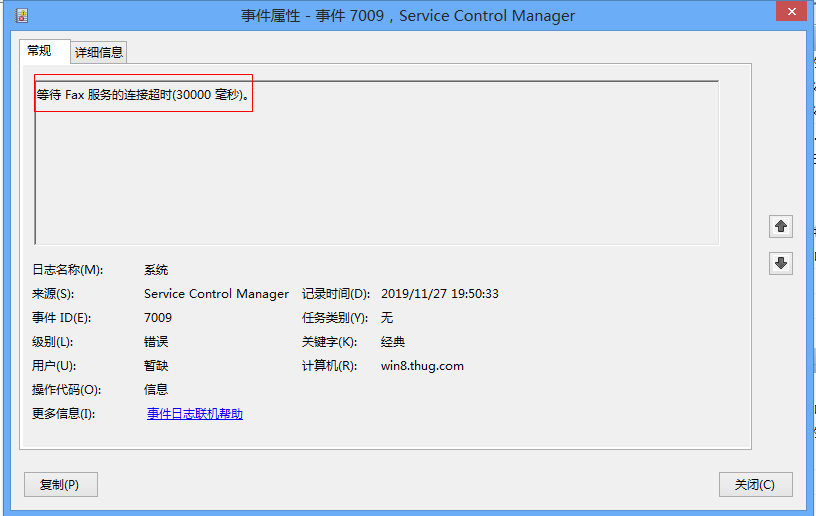 事件属性 - 事件 7009，Service Control Manager
常规
详细信息
等待 Fax 服务的连接超时(30000 毫秒)。
日志名称(M): 系统
来源(S): Service Control Manager 记录时间(D): 2019/11/27 19:50:33
事件 ID(E): 7009 任务类别(Y): 无
级别(L): 错误 关键字(K): 经典
用户(U): 暂缺 计算机(R): win8.thug.com
操作代码(O): 信息
更多信息(I): 事件日志联机帮助
复制(P)
关闭(C)